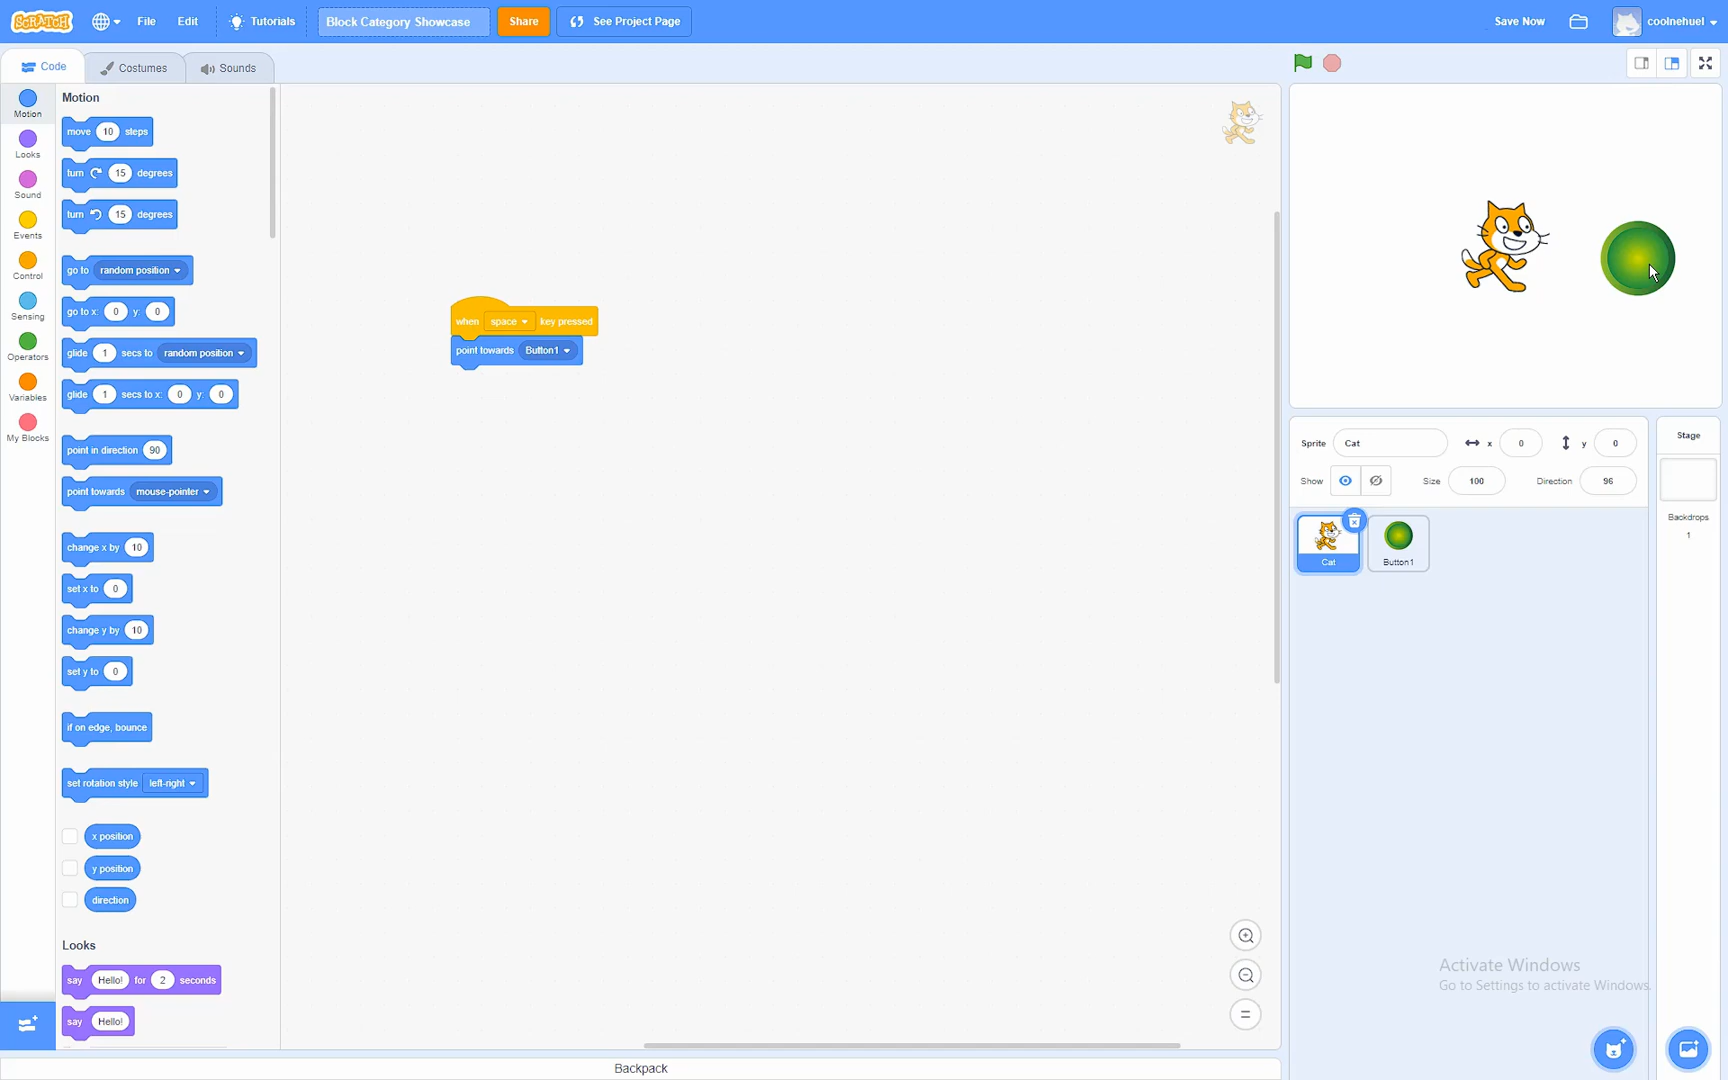 SCRATCH File Edit Tutorials Block Category Showcase Share See Project Page Save Now coolnehuel
Code Costumes Sounds
Motion
Looks
Sound
Events
Control
Sensing
Operators
Variables
My Blocks
Motion
move 10 steps
turn 15 degrees
turn 15 degrees
go to random position
go to x: 0 y: 0
glide 1 secs to random position
glide 1 secs to x: 0 y: 0
point in direction 90
point towards mouse-pointer
change x by 10
set x to 0
change y by 10
set y to 0
if on edge, bounce
set rotation style left-right
x position
y position
direction
Looks
say Hello! for 2 seconds
say Hello!
when space key pressed
point towards Button1
Sprite Cat x 0 y 0
Show Size 100 Direction 96
Cat
Button1
Stage
Backdrops
1
Activate Windows
Go to Settings to activate Windows.
Backpack